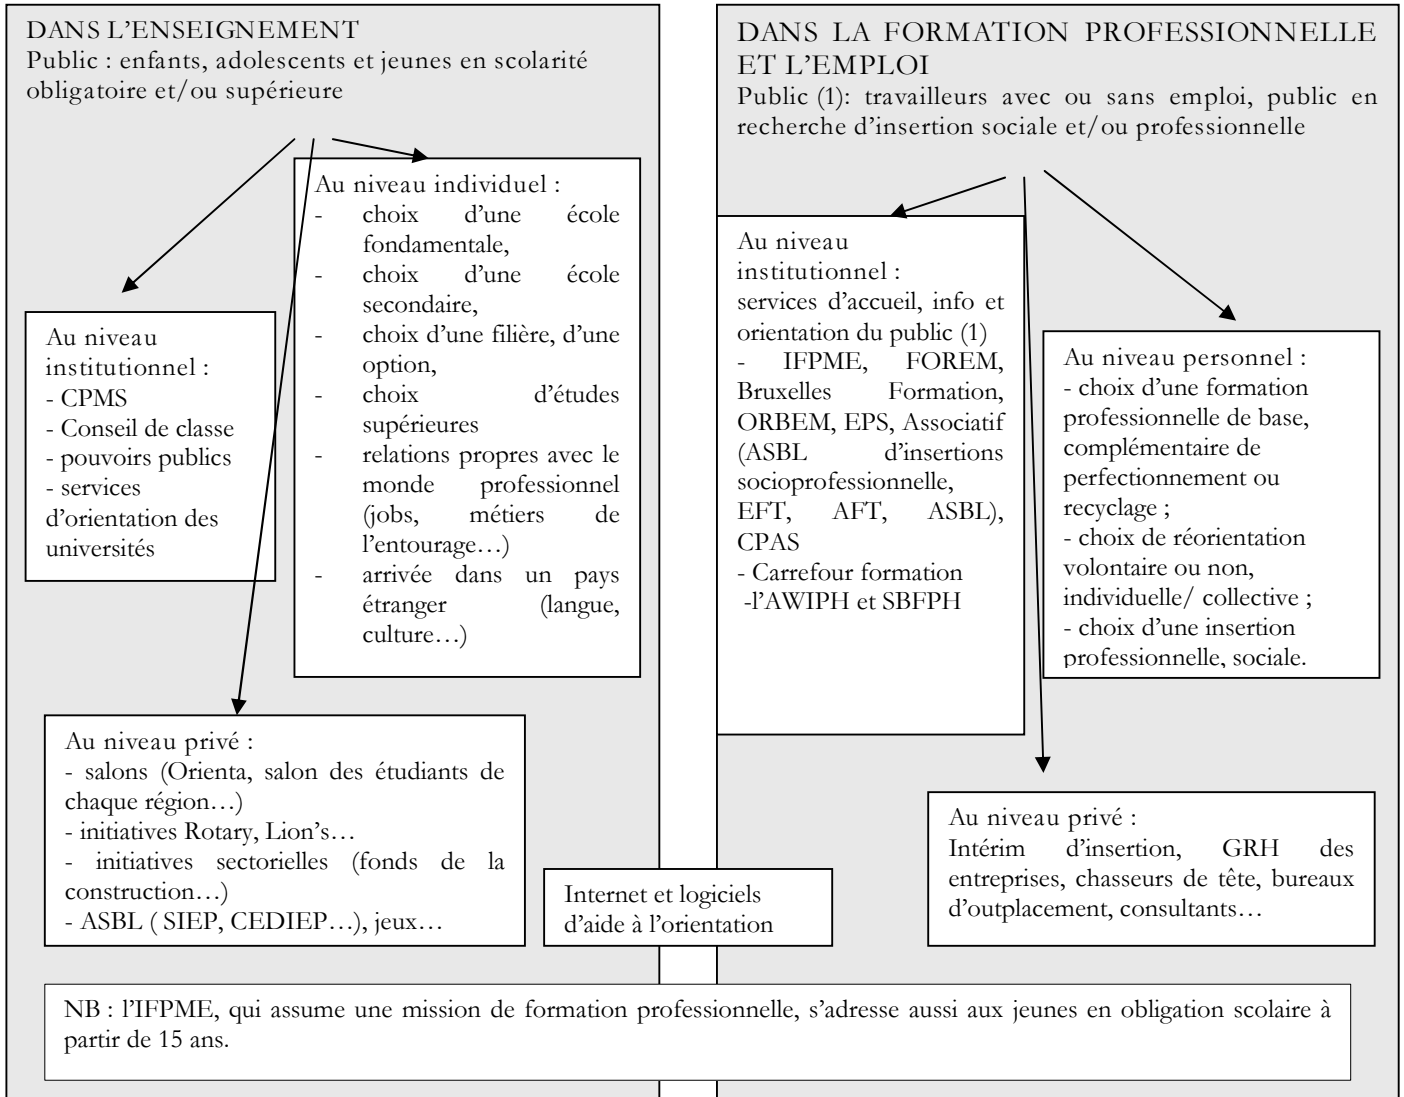 DANS L'ENSEIGNEMENT
Public : enfants, adolescents et jeunes en scolarité
obligatoire et/ou supérieure
Au niveau individuel :
- choix d'une école
fondamentale,
- choix d'une école
secondaire,
- choix d'une filière, d'une
option,
- choix d'études
supérieures
- relations propres avec le
monde professionnel
(jobs, métiers de
l'entourage…)
- arrivée dans un pays
étranger (langue,
culture…)
Au niveau
institutionnel :
- CPMS
- Conseil de classe
- pouvoirs publics
- services
d'orientation des
universités
Au niveau privé :
- salons (Orienta, salon des étudiants de
chaque région…)
- initiatives Rotary, Lion's…
- initiatives sectorielles (fonds de la
construction…)
- ASBL ( SIEP, CEDIEP…), jeux…
DANS LA FORMATION PROFESSIONNELLE
ET L'EMPLOI
Public (1): travailleurs avec ou sans emploi, public en
recherche d'insertion sociale et/ou professionnelle
Au niveau
institutionnel :
services d'accueil, info et
orientation du public (1)
- IFPME, FOREM,
Bruxelles Formation,
ORBEM, EPS, Associatif
(ASBL d'insertions
socioprofessionnelle,
EFT, AFT, ASBL),
CPAS
- Carrefour formation
-l'AWIPH et SBFPH
Au niveau personnel :
- choix d'une formation
professionnelle de base,
complémentaire de
perfectionnement ou
recyclage ;
- choix de réorientation
volontaire ou non,
individuelle/ collective ;
- choix d'une insertion
professionnelle, sociale.
Au niveau privé :
Intérim d'insertion, GRH des
entreprises, chasseurs de tête, bureaux
d'outplacement, consultants…
Internet et logiciels
d'aide à l'orientation
NB : l'IFPME, qui assume une mission de formation professionnelle, s'adresse aussi aux jeunes en obligation scolaire à
partir de 15 ans.